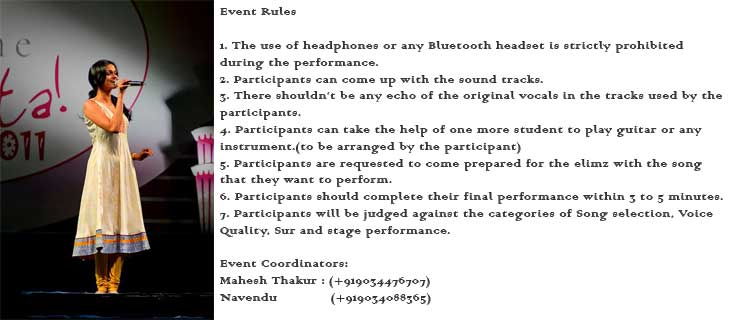 he
ta!
011
Event Rules
1. The use of headphones or any Bluetooth headset is strictly prohibited
during the performance.
2. Participants can come up with the sound tracks.
3. There shouldn't be any echo of the original vocals in the tracks used by the
participants.
4. Participants can take the help of one more student to play guitar or any
instrument.(to be arranged by the participant)
5. Participants are requested to come prepared for the elimz with the song
that they want to perform.
6. Participants should complete their final performance within 3 to 5 minutes.
7. Participants will be judged against the categories of Song selection, Voice
Quality, Sur and stage performance.
Event Coordinators:
Mahesh Thakur : (+919034476707)
Navendu (+919034088365)